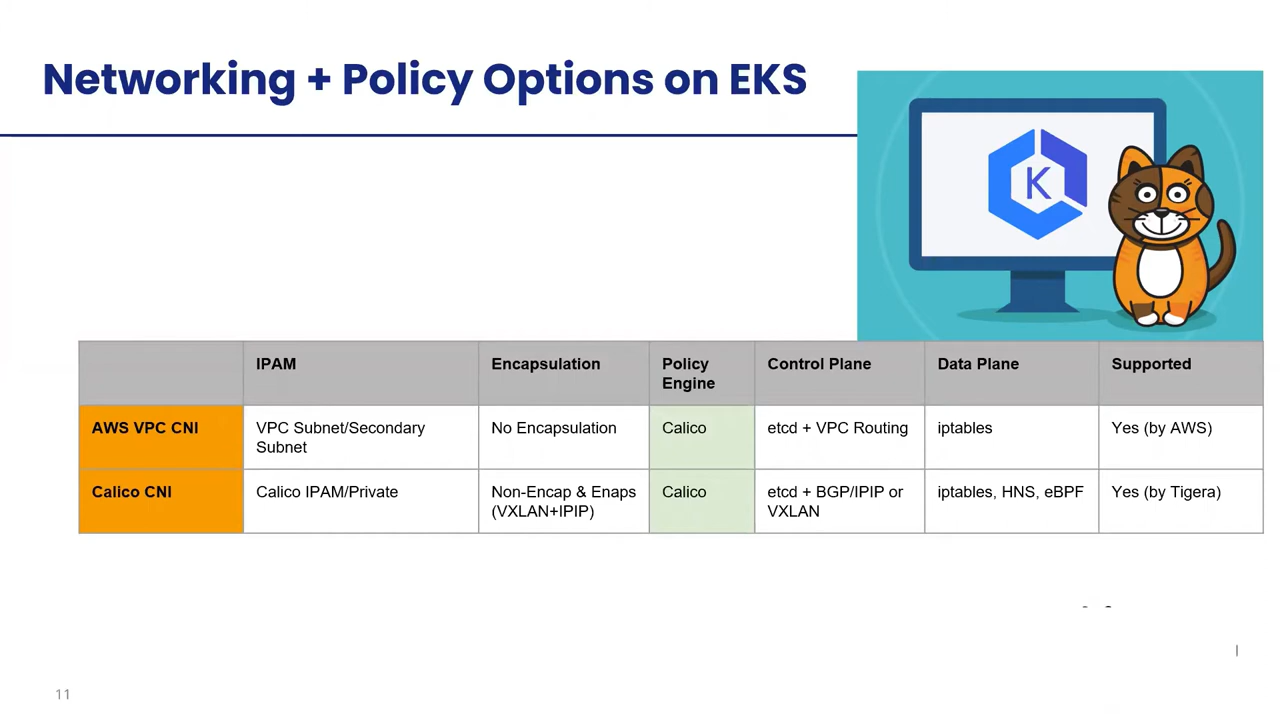 Networking + Policy Options on EKS
K
IPAM
Encapsulation
Policy
Engine
Control Plane
Data Plane
Supported
AWS VPC CNI
VPC Subnet/Secondary
Subnet
No Encapsulation
Calico
etcd + VPC Routing
iptables
Yes (by AWS)
Calico CNI
Calico IPAM/Private
Non-Encap & Enaps
(VXLAN+IPIP)
Calico
etcd + BGP/IPIP or
VXLAN
iptables, HNS, eBPF
Yes (by Tigera)
11